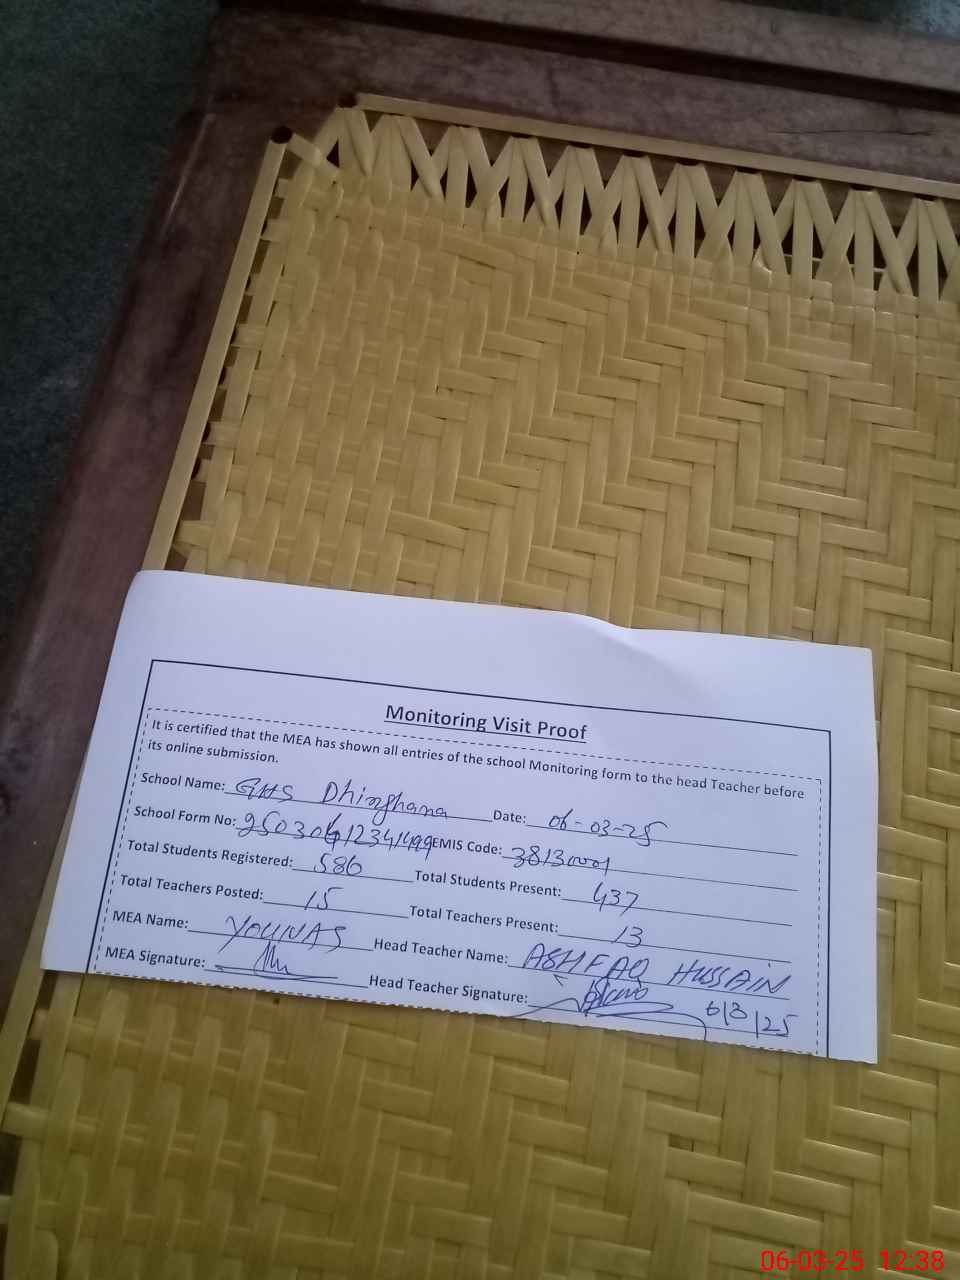 Monitoring Visit Proof
It is certified that the MEA has shown all entries of the school Monitoring form to the head Teacher before
its online submission.
School Name: GHS Dhinghana Date: 06-03-25
School Form No: EMIS Code: 38130001
Total Students Registered: 586 Total Students Present: 437
Total Teachers Posted: 15 Total Teachers Present: 13
MEA Name: YOUNAS Head Teacher Name: ASHFAQ HUSSAIN
MEA Signature: Head Teacher Signature: 6/3/25
06-03-25 12:38